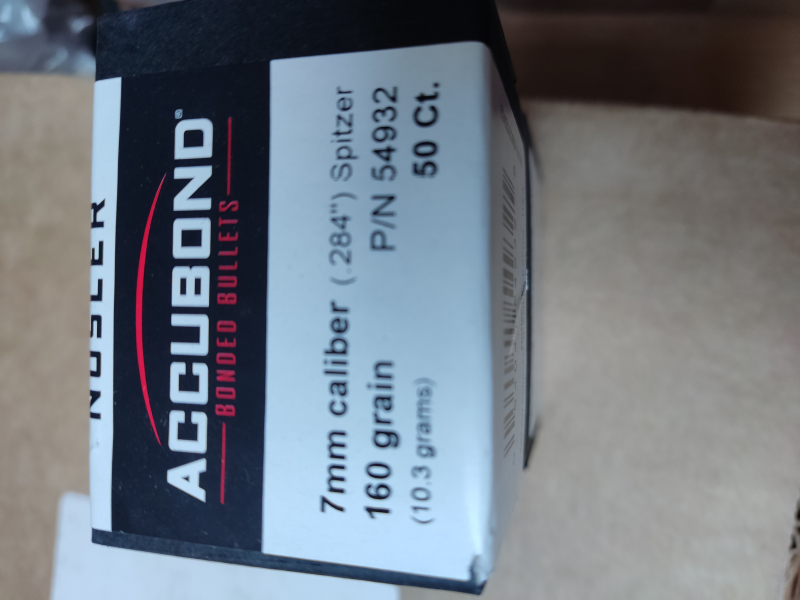 NOSLER
ACCUBOND®
BONDED BULLETS
7mm caliber (.284") Spitzer
160 grain P/N 54932
(10.3 grams) 50 Ct.